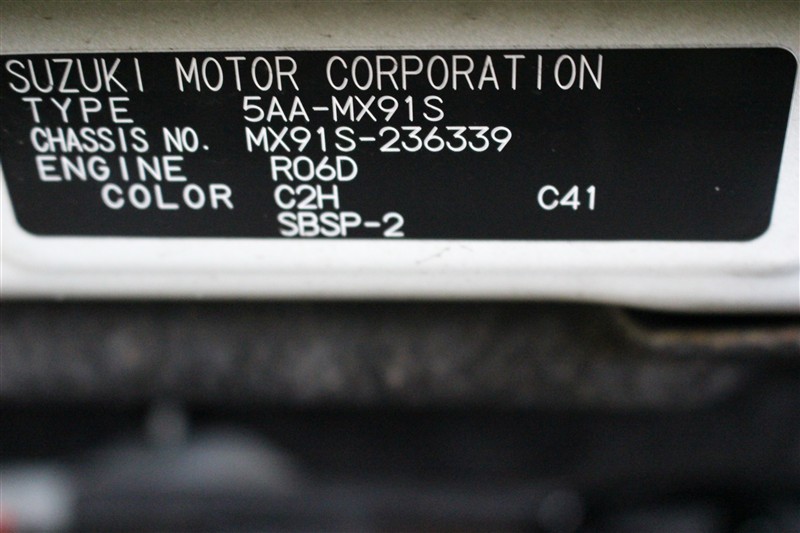 SUZUKI MOTOR CORPORATION
TYPE 5AA-MX91S
CHASSIS NO. MX91S-236339
ENGINE R06D
COLOR C2H C41
SBSP-2